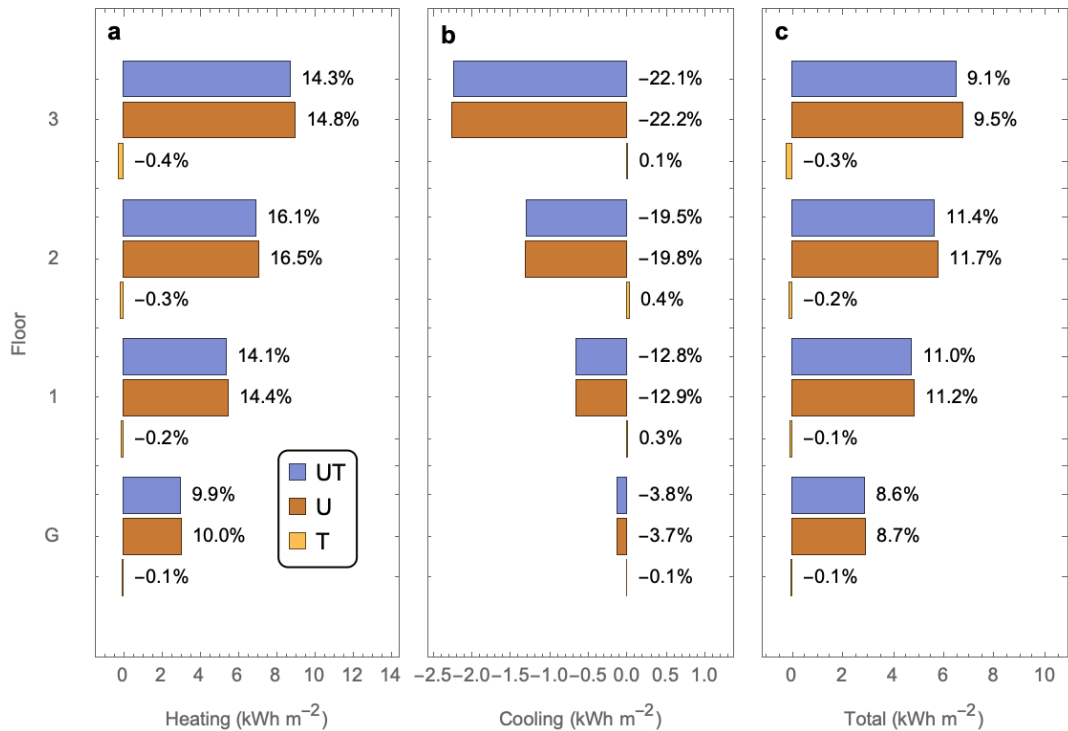 a
b
c
14.3%
−22.1%
9.1%
3
14.8%
−22.2%
9.5%
−0.4%
0.1%
−0.3%
16.1%
−19.5%
11.4%
2
16.5%
−19.8%
11.7%
−0.3%
0.4%
−0.2%
Floor
14.1%
−12.8%
11.0%
1
14.4%
−12.9%
11.2%
−0.2%
0.3%
−0.1%
UT
U
T
9.9%
−3.8%
8.6%
G
10.0%
−3.7%
8.7%
−0.1%
−0.1%
−0.1%
0 2 4 6 8 10 12 14
−2.5 −2.0 −1.5 −1.0 −0.5 0.0 0.5 1.0
0 2 4 6 8 10
Heating (kWh m⁻²)
Cooling (kWh m⁻²)
Total (kWh m⁻²)